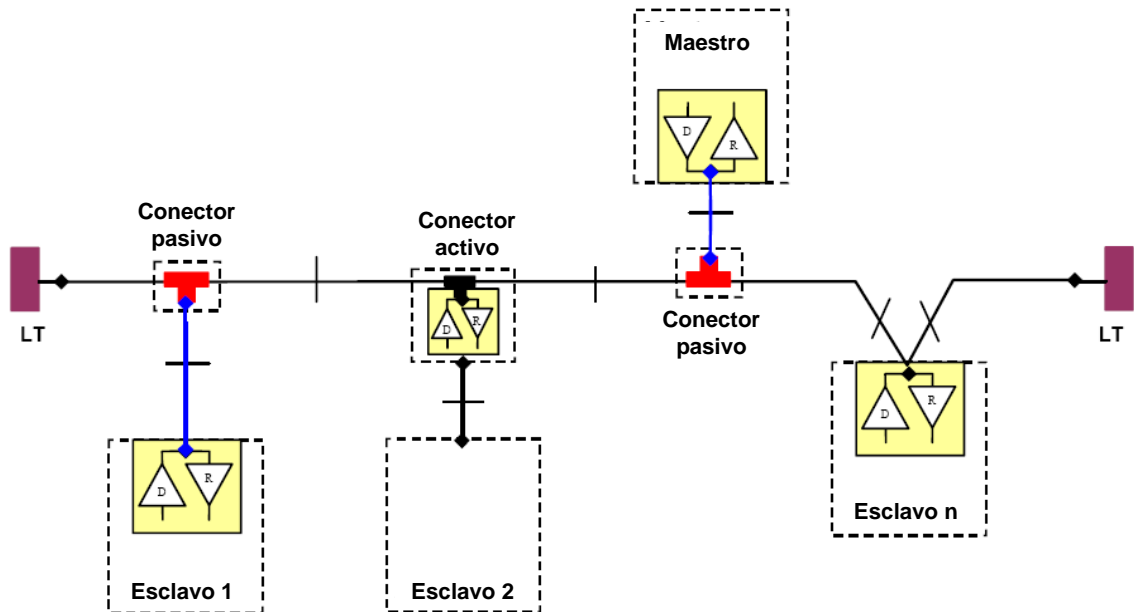 Maestro
D
R
Conector
pasivo
Conector
activo
LT
D
R
Conector
pasivo
LT
D
R
D
R
Esclavo 1
Esclavo 2
Esclavo n